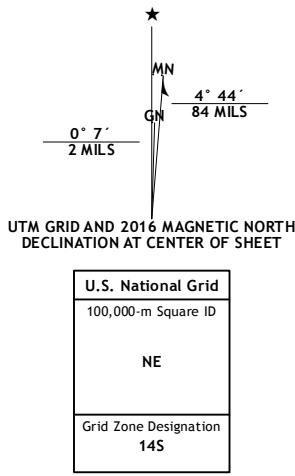 ★
MN
GN
4° 44´
84 MILS
0° 7´
2 MILS
UTM GRID AND 2016 MAGNETIC NORTH
DECLINATION AT CENTER OF SHEET
U.S. National Grid
100,000-m Square ID
NE
Grid Zone Designation
14S